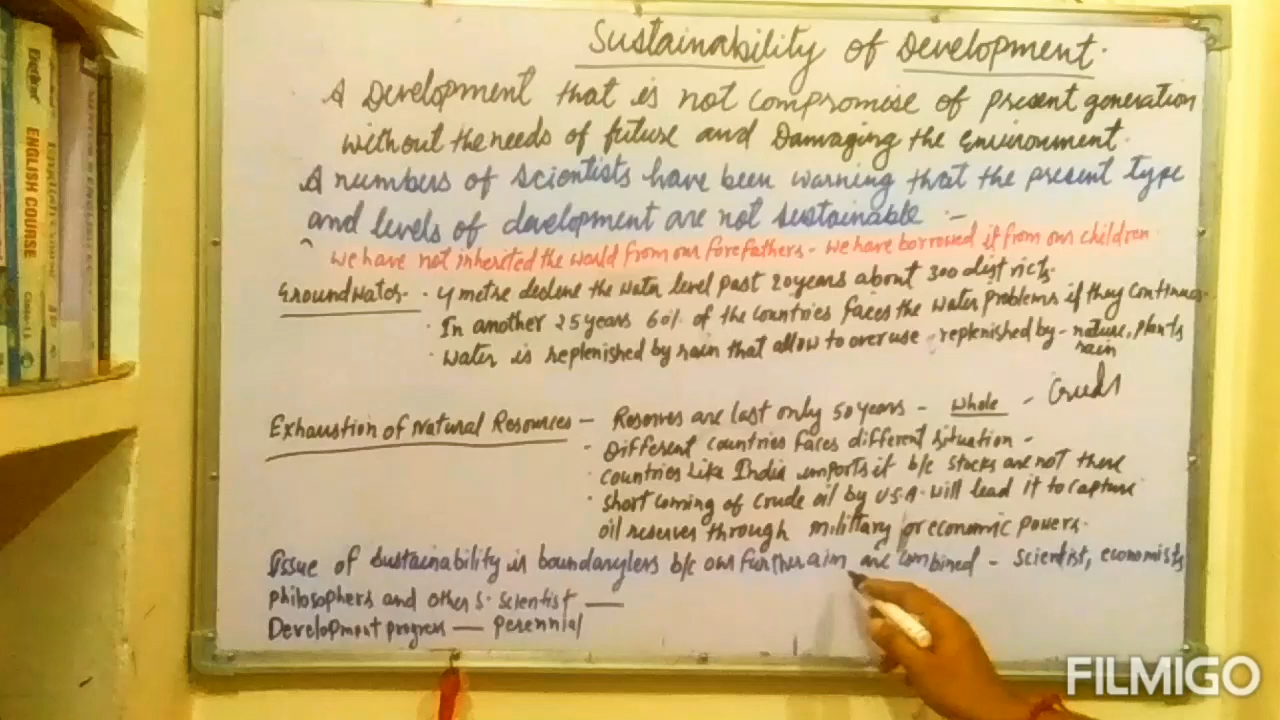 Sustainability of Development.
A Development that is not compromise of present generation
without the needs of future and Damaging the Environment.
A numbers of scientists have been warning that the present type
and levels of development are not sustainable :-
We have not inherited the world from our forefathers - we have borrowed it from our children
Groundwater - . 4 metre decline the water level past 20 years about 300 districts.
. In another 25 years 60% of the countries faces the water problems if they continues.
. Water is replenished by rain that allow to overuse - replenished by - nature, plants
rain
Exhaustion of Natural Resources - Reserves are last only 50 years - Whole - Crude
. Different countries faces different situation -
. Countries like India imports it b/c stocks are not there
. Short coming of crude oil by U.S.A. will lead it to capture
oil reserves through military or economic powers.
Issue of sustainability is boundaryless b/c our further aim are combined - scientist, economists
Philosophers and other S. scientist —
Development progress — perennial
ENGLISH COURSE
FILMIGO